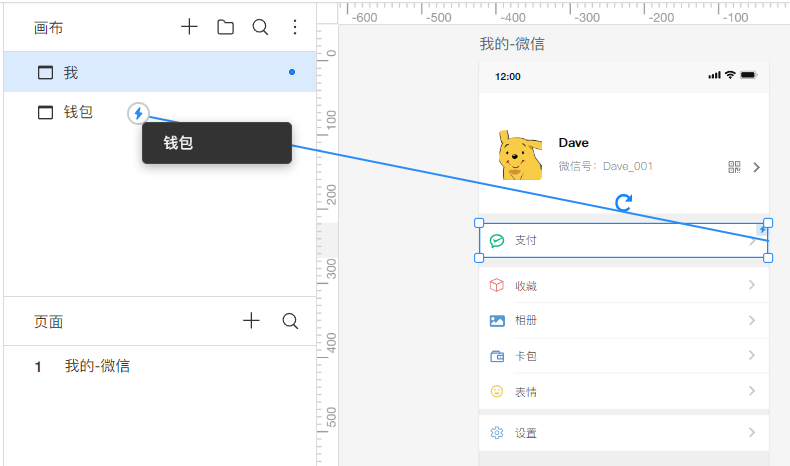 画布
我
钱包
钱包
页面
1 我的-微信
-600 -500 -400 -300 -200 -100
0
100
200
300
400
500
我的-微信
12:00
Dave
微信号：Dave_001
支付
收藏
相册
卡包
表情
设置